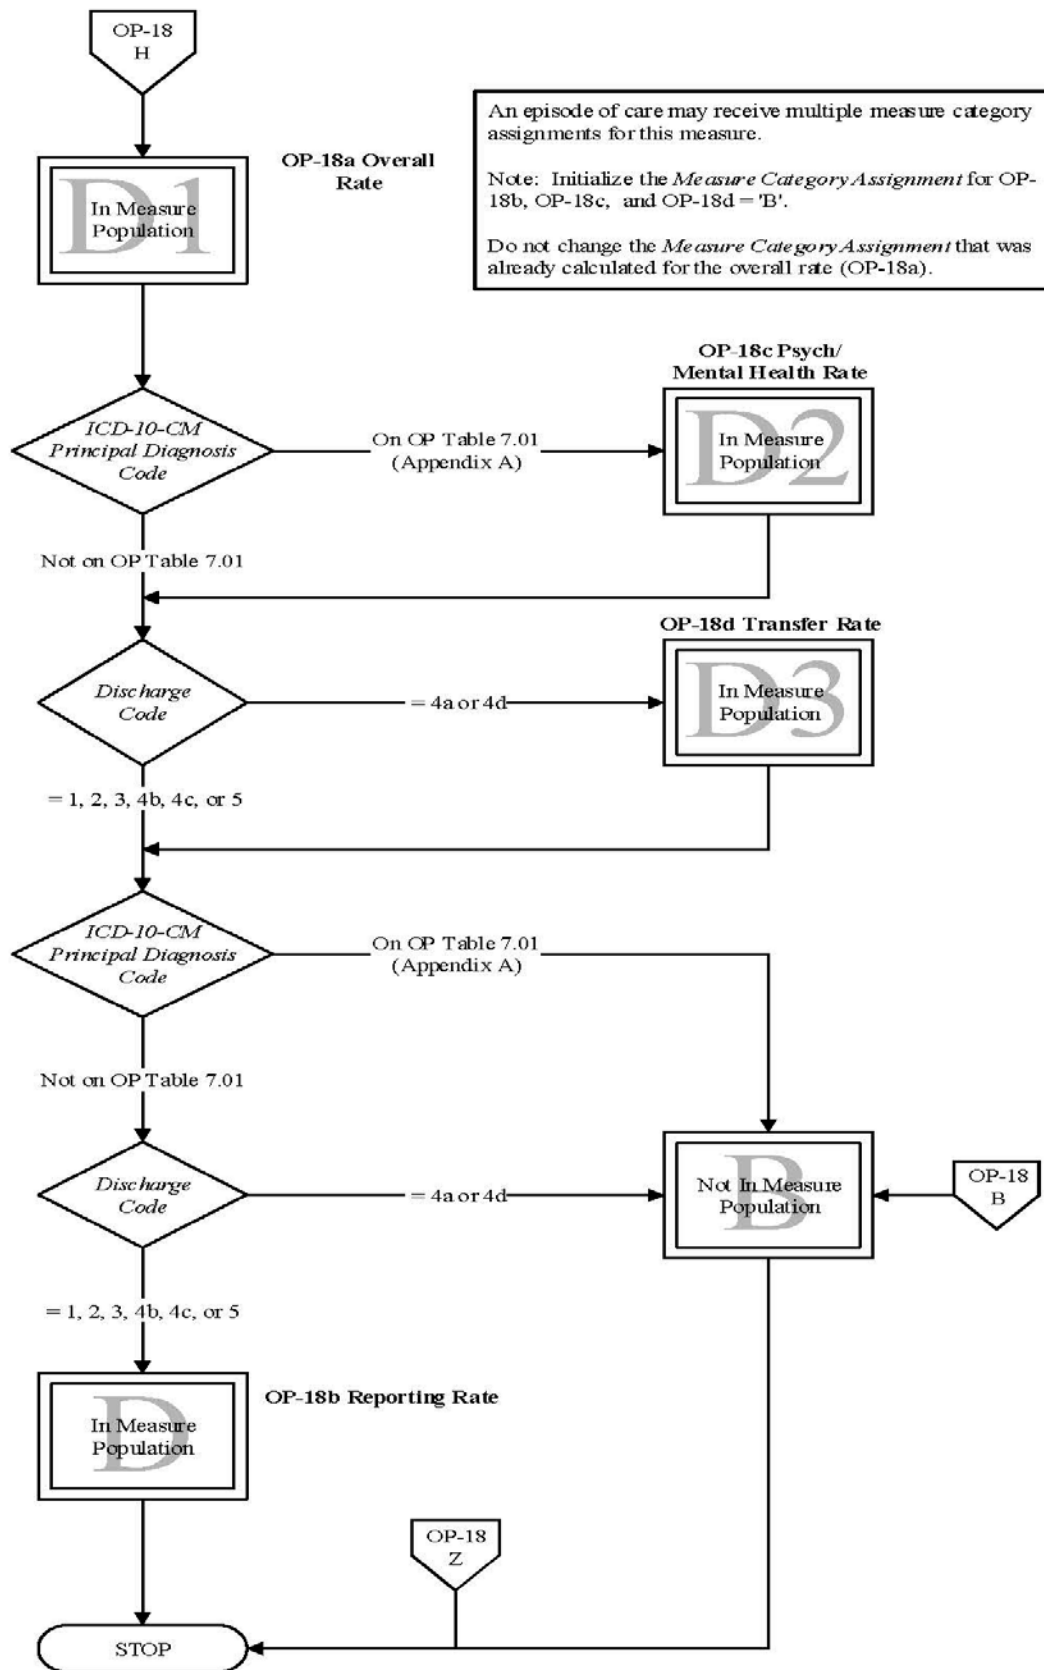 OP-18
H
An episode of care may receive multiple measure category
assignments for this measure.
Note: Initialize the Measure Category Assignment for OP-
18b, OP-18c, and OP-18d = 'B'.
Do not change the Measure Category Assignment that was
already calculated for the overall rate (OP-18a).
OP-18a Overall
Rate
D1
In Measure
Population
OP-18c Psych/
Mental Health Rate
ICD-10-CM
Principal Diagnosis
Code
On OP Table 7.01
(Appendix A)
D2
In Measure
Population
Not on OP Table 7.01
OP-18d Transfer Rate
Discharge
Code
= 4a or 4d
D3
In Measure
Population
= 1, 2, 3, 4b, 4c, or 5
ICD-10-CM
Principal Diagnosis
Code
On OP Table 7.01
(Appendix A)
Not on OP Table 7.01
Discharge
Code
= 4a or 4d
B
Not In Measure
Population
OP-18
B
= 1, 2, 3, 4b, 4c, or 5
OP-18b Reporting Rate
D
In Measure
Population
OP-18
Z
STOP